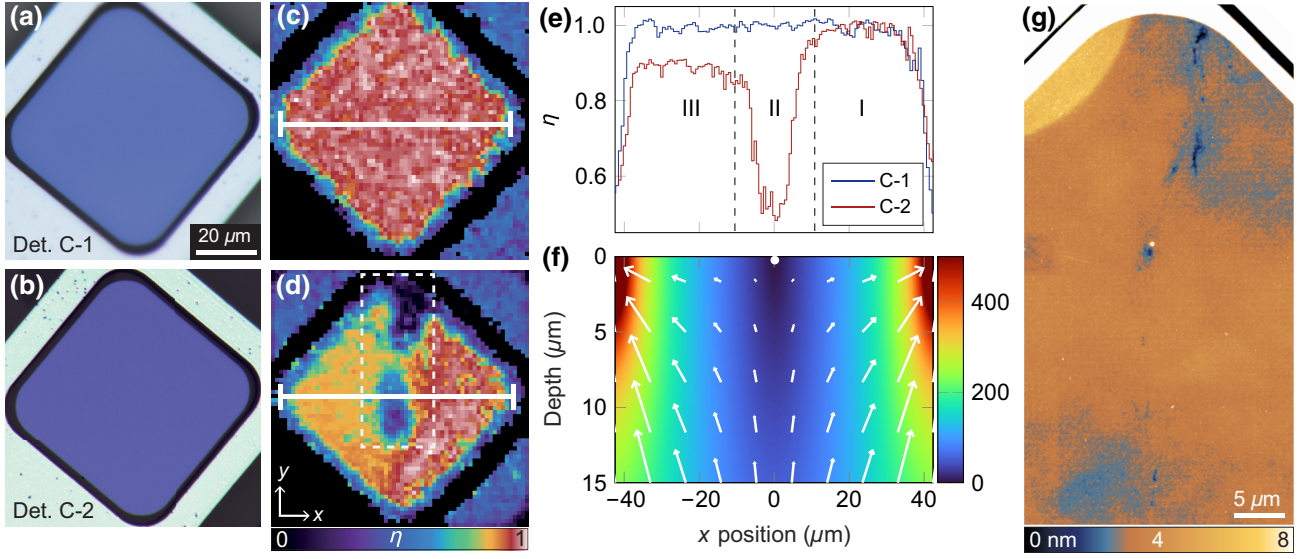 (a)
Det. C-1
20 μm
(b)
Det. C-2
(c)
(d)
y
x
0 η 1
(e)
1.0
0.8
0.6
η
III
II
I
C-1
C-2
(f)
0
5
10
15
Depth (μm)
−40 −20 0 20 40
x position (μm)
400
200
0
(g)
5 μm
0 nm 4 8